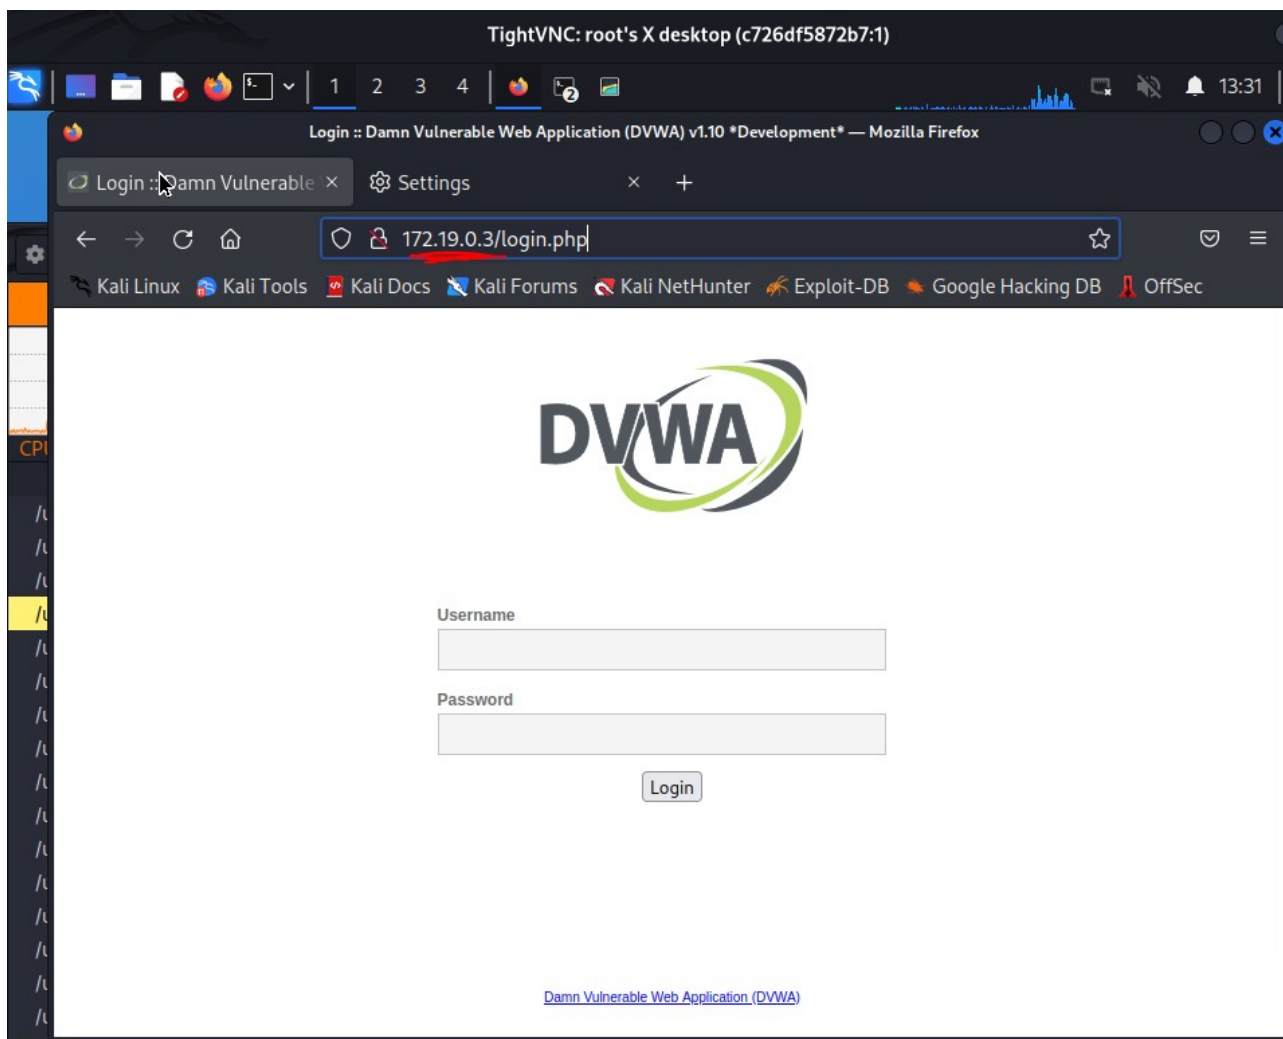 TightVNC: root's X desktop (c726df5872b7:1)
1 2 3 4 2 13:31
Login :: Damn Vulnerable Web Application (DVWA) v1.10 *Development* — Mozilla Firefox
Login :: Damn Vulnerable Settings
172.19.0.3/login.php
Kali Linux Kali Tools Kali Docs Kali Forums Kali NetHunter Exploit-DB Google Hacking DB OffSec
DVWA
CPU
Username
Password
Login
Damn Vulnerable Web Application (DVWA)